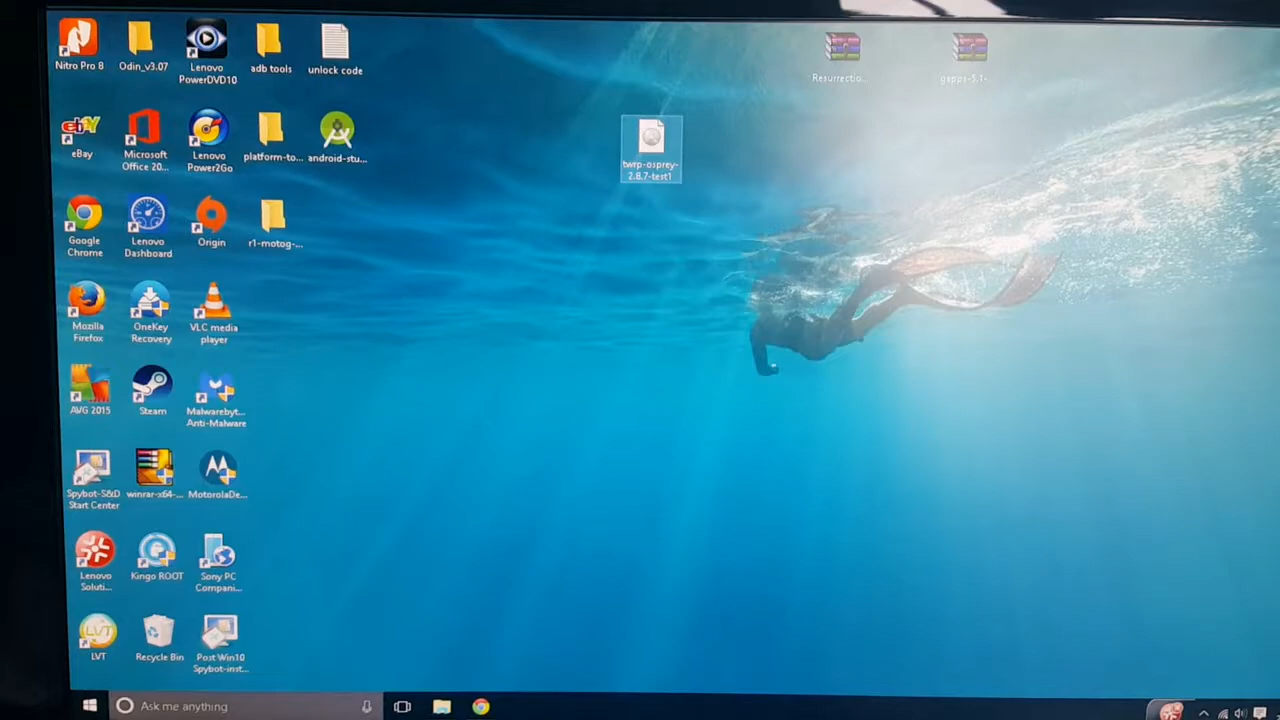 Nitro Pro 8
Odin_v3.07
Lenovo
PowerDVD10
adb tools
unlock code
Resurrectio...
gapps-5.1-
ebay
eBay
Microsoft
Office 20...
Lenovo
Power2Go
platform-to...
android-stu...
twrp-osprey-
2.8.7-test1
Google
Chrome
Lenovo
Dashboard
Origin
r1-motog-...
Mozilla
Firefox
OneKey
Recovery
VLC media
player
AVG 2015
Steam
Malwarebyt...
Anti-Malware
Spybot-S&D
Start Center
winrar-x64-...
MotorolaDe...
Lenovo
Soluti...
Kingo ROOT
Sony PC
Compani...
LVT
LVT
Recycle Bin
Post Win10
Spybot-inst...
Ask me anything